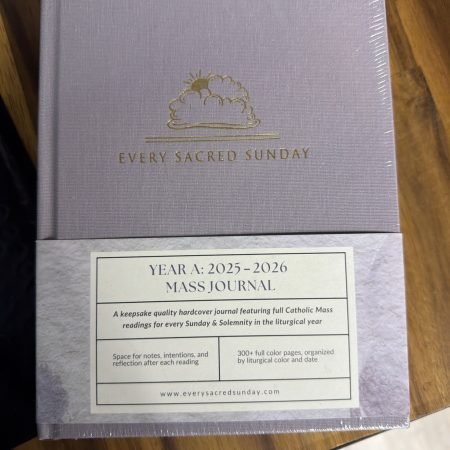 EVERY SACRED SUNDAY
YEAR A: 2025-2026
MASS JOURNAL
A keepsake quality hardcover journal featuring full Catholic Mass
readings for every Sunday & Solemnity in the liturgical year
Space for notes, intentions, and
reflection after each reading
300+ full color pages, organized
by liturgical color and date
www.everysacredsunday.com